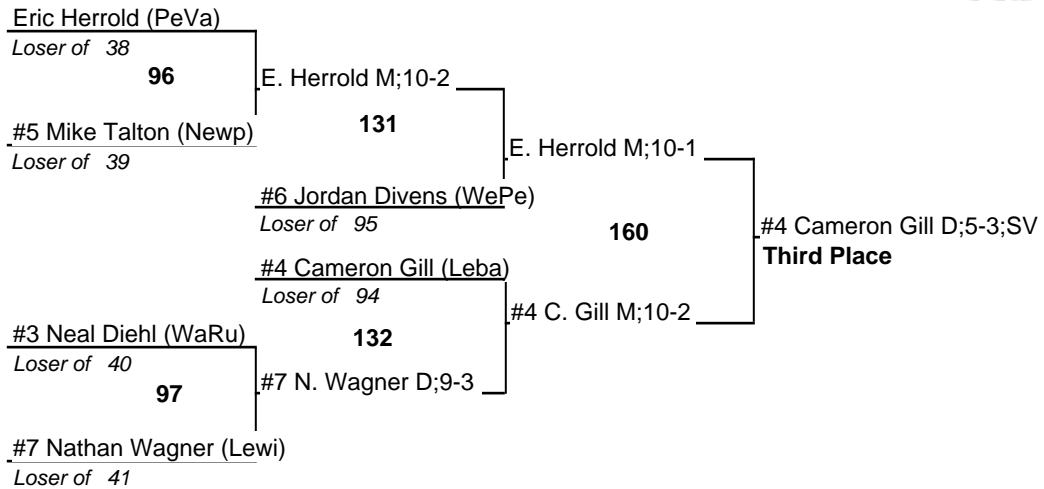 Eric Herrold (PeVa)
Loser of 38
96
E. Herrold M;10-2
#5 Mike Talton (Newp)
Loser of 39
131
E. Herrold M;10-1
#6 Jordan Divens (WePe)
Loser of 95
160
#4 Cameron Gill D;5-3;SV
Third Place
#4 Cameron Gill (Leba)
Loser of 94
#4 C. Gill M;10-2
#3 Neal Diehl (WaRu)
Loser of 40
132
97
#7 N. Wagner D;9-3
#7 Nathan Wagner (Lewi)
Loser of 41